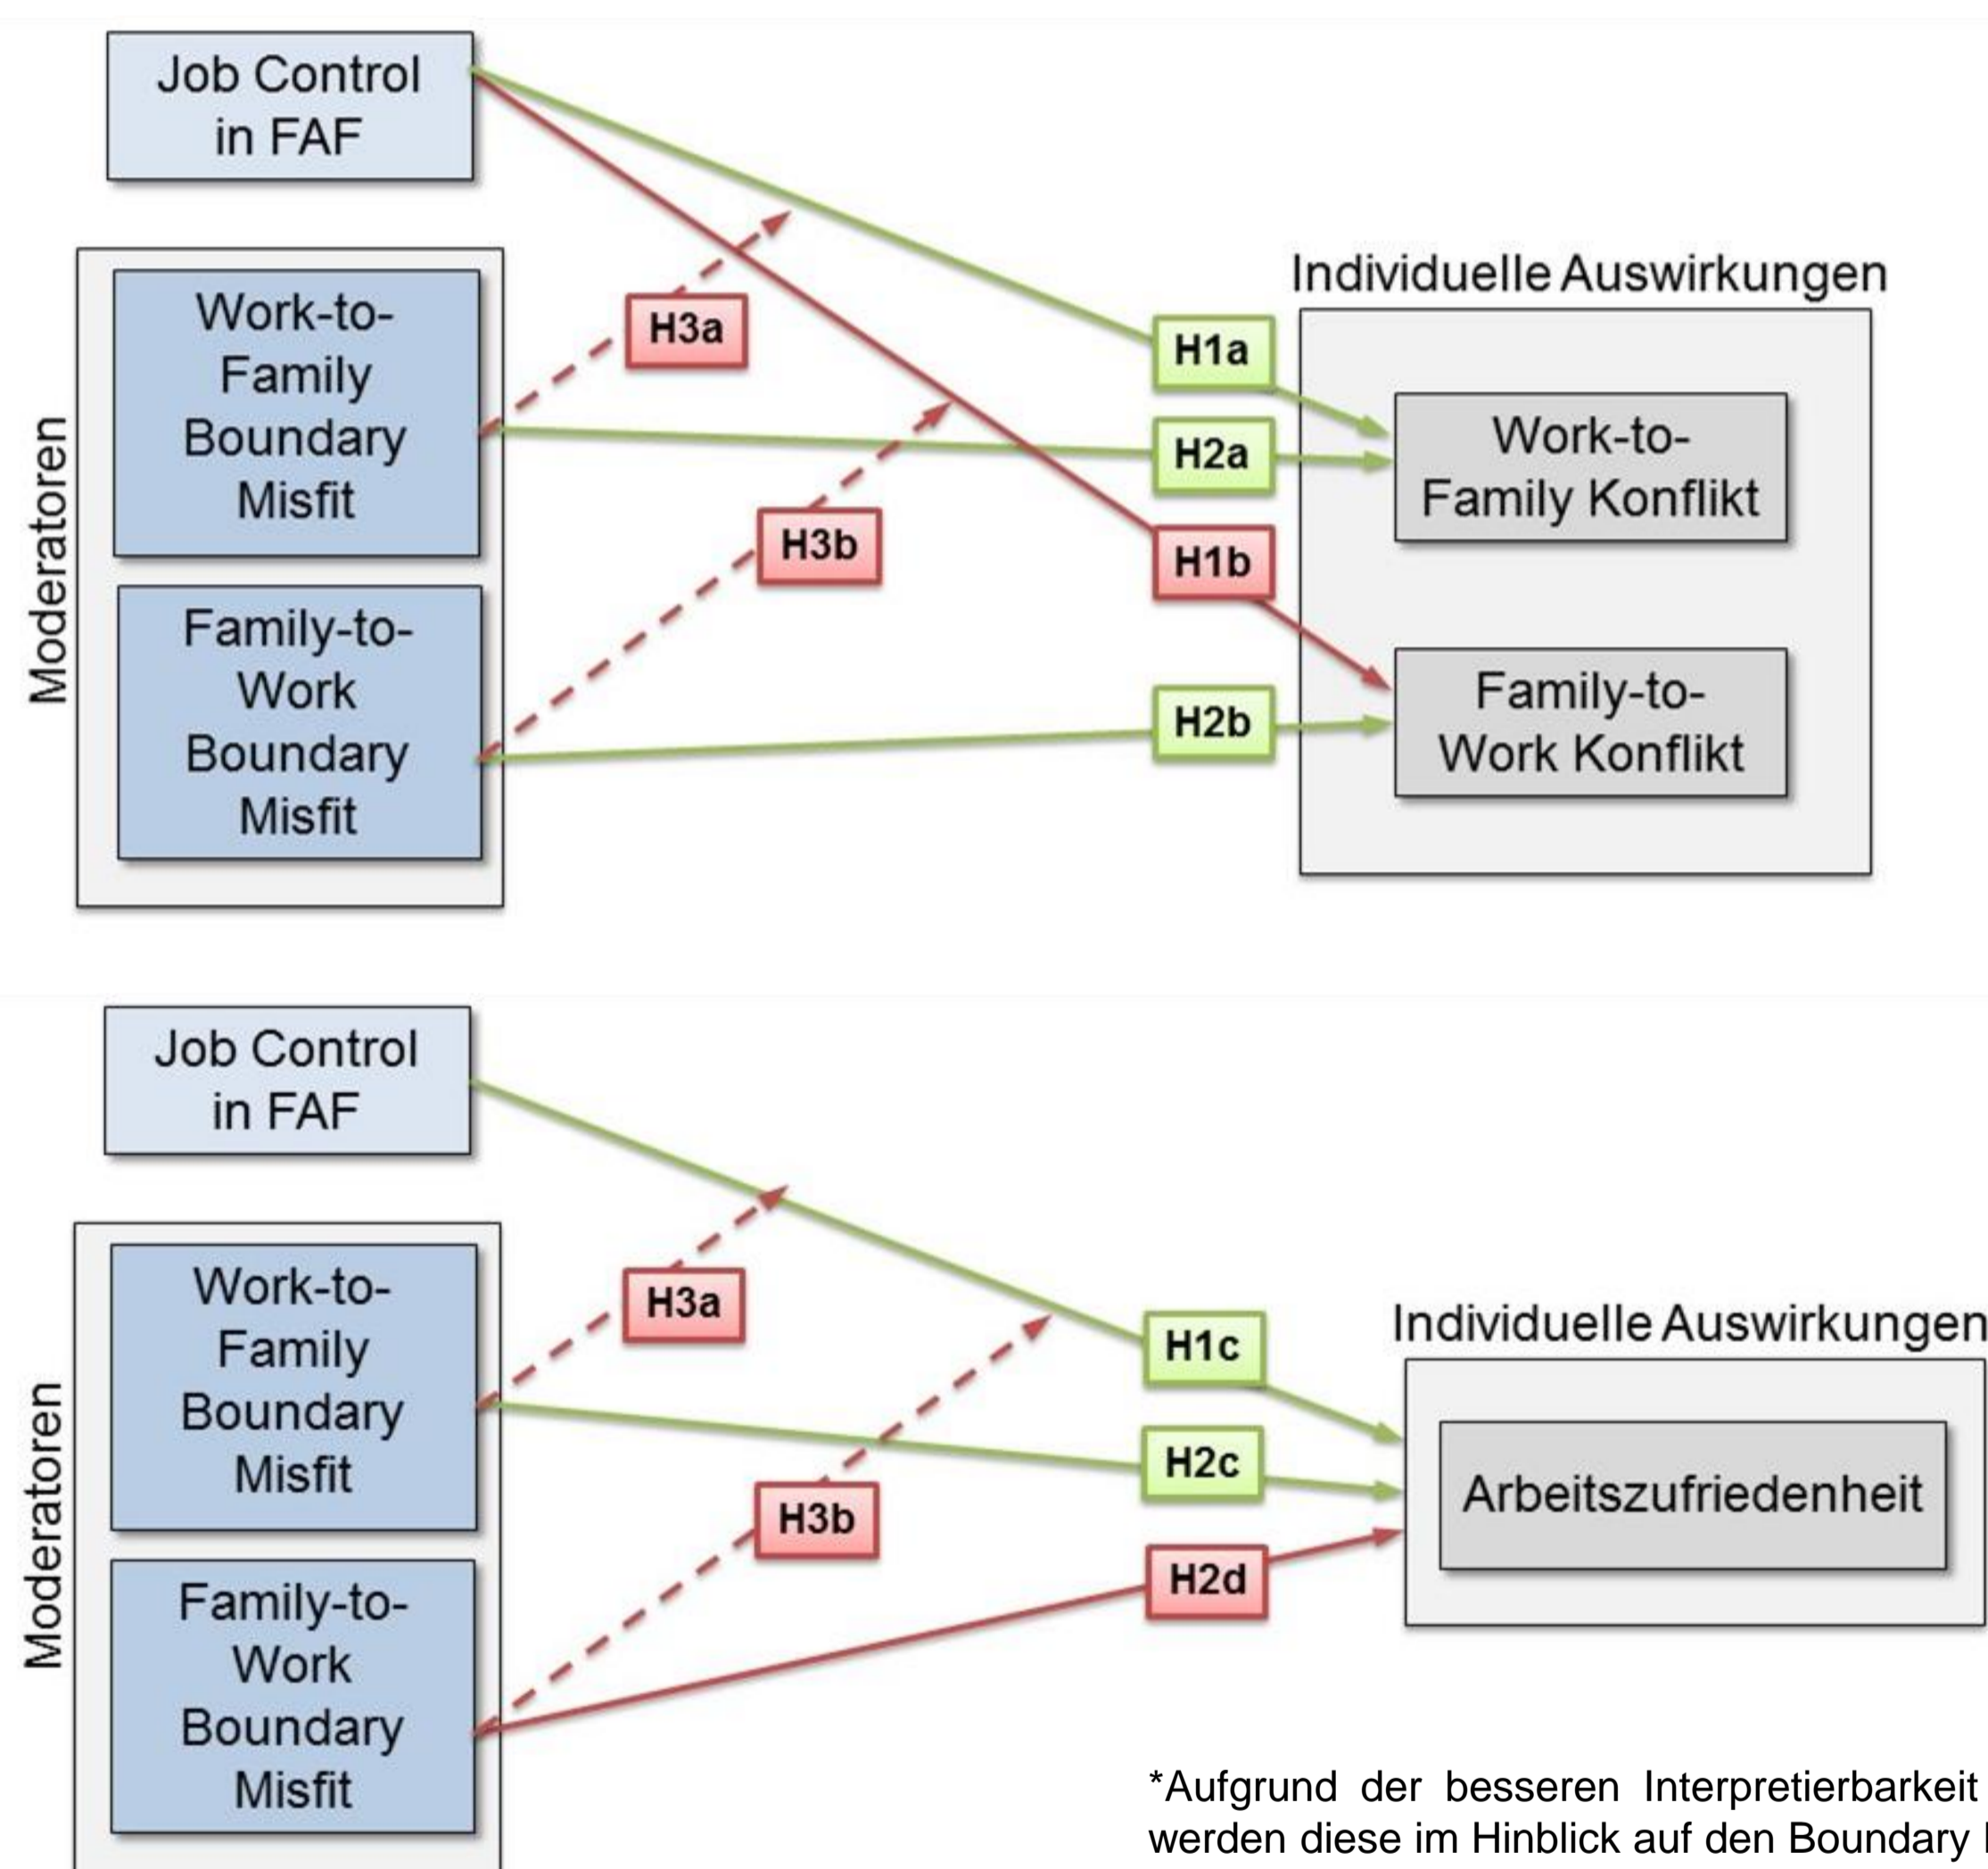 Job Control
in FAF
Moderatoren
Work-to-
Family
Boundary
Misfit
Family-to-
Work
Boundary
Misfit
H3a
H3b
H1a
H2a
H1b
H2b
Individuelle Auswirkungen
Work-to-
Family Konflikt
Family-to-
Work Konflikt
Job Control
in FAF
Moderatoren
Work-to-
Family
Boundary
Misfit
Family-to-
Work
Boundary
Misfit
H3a
H3b
H1c
H2c
H2d
Individuelle Auswirkungen
Arbeitszufriedenheit
*Aufgrund der besseren Interpretierbarkeit
werden diese im Hinblick auf den Boundary